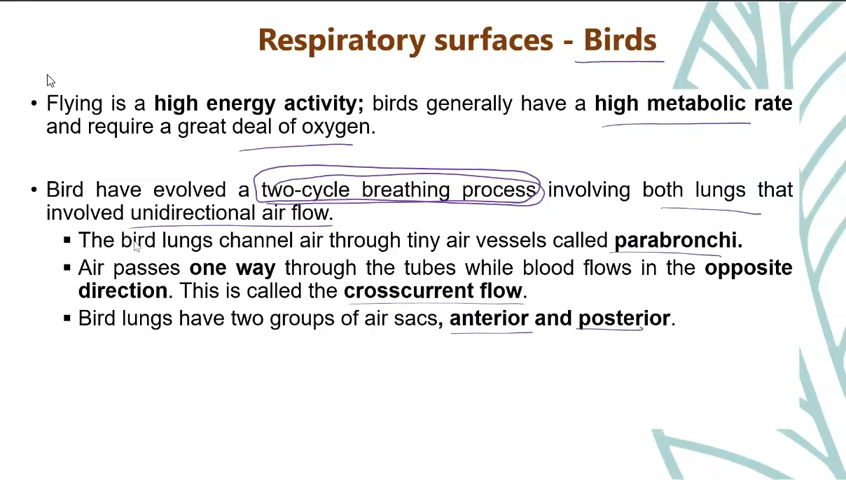 Respiratory surfaces - Birds
• Flying is a high energy activity; birds generally have a high metabolic rate
and require a great deal of oxygen.
• Bird have evolved a two-cycle breathing process involving both lungs that
involved unidirectional air flow.
▪ The bird lungs channel air through tiny air vessels called parabronchi.
▪ Air passes one way through the tubes while blood flows in the opposite
direction. This is called the crosscurrent flow.
▪ Bird lungs have two groups of air sacs, anterior and posterior.